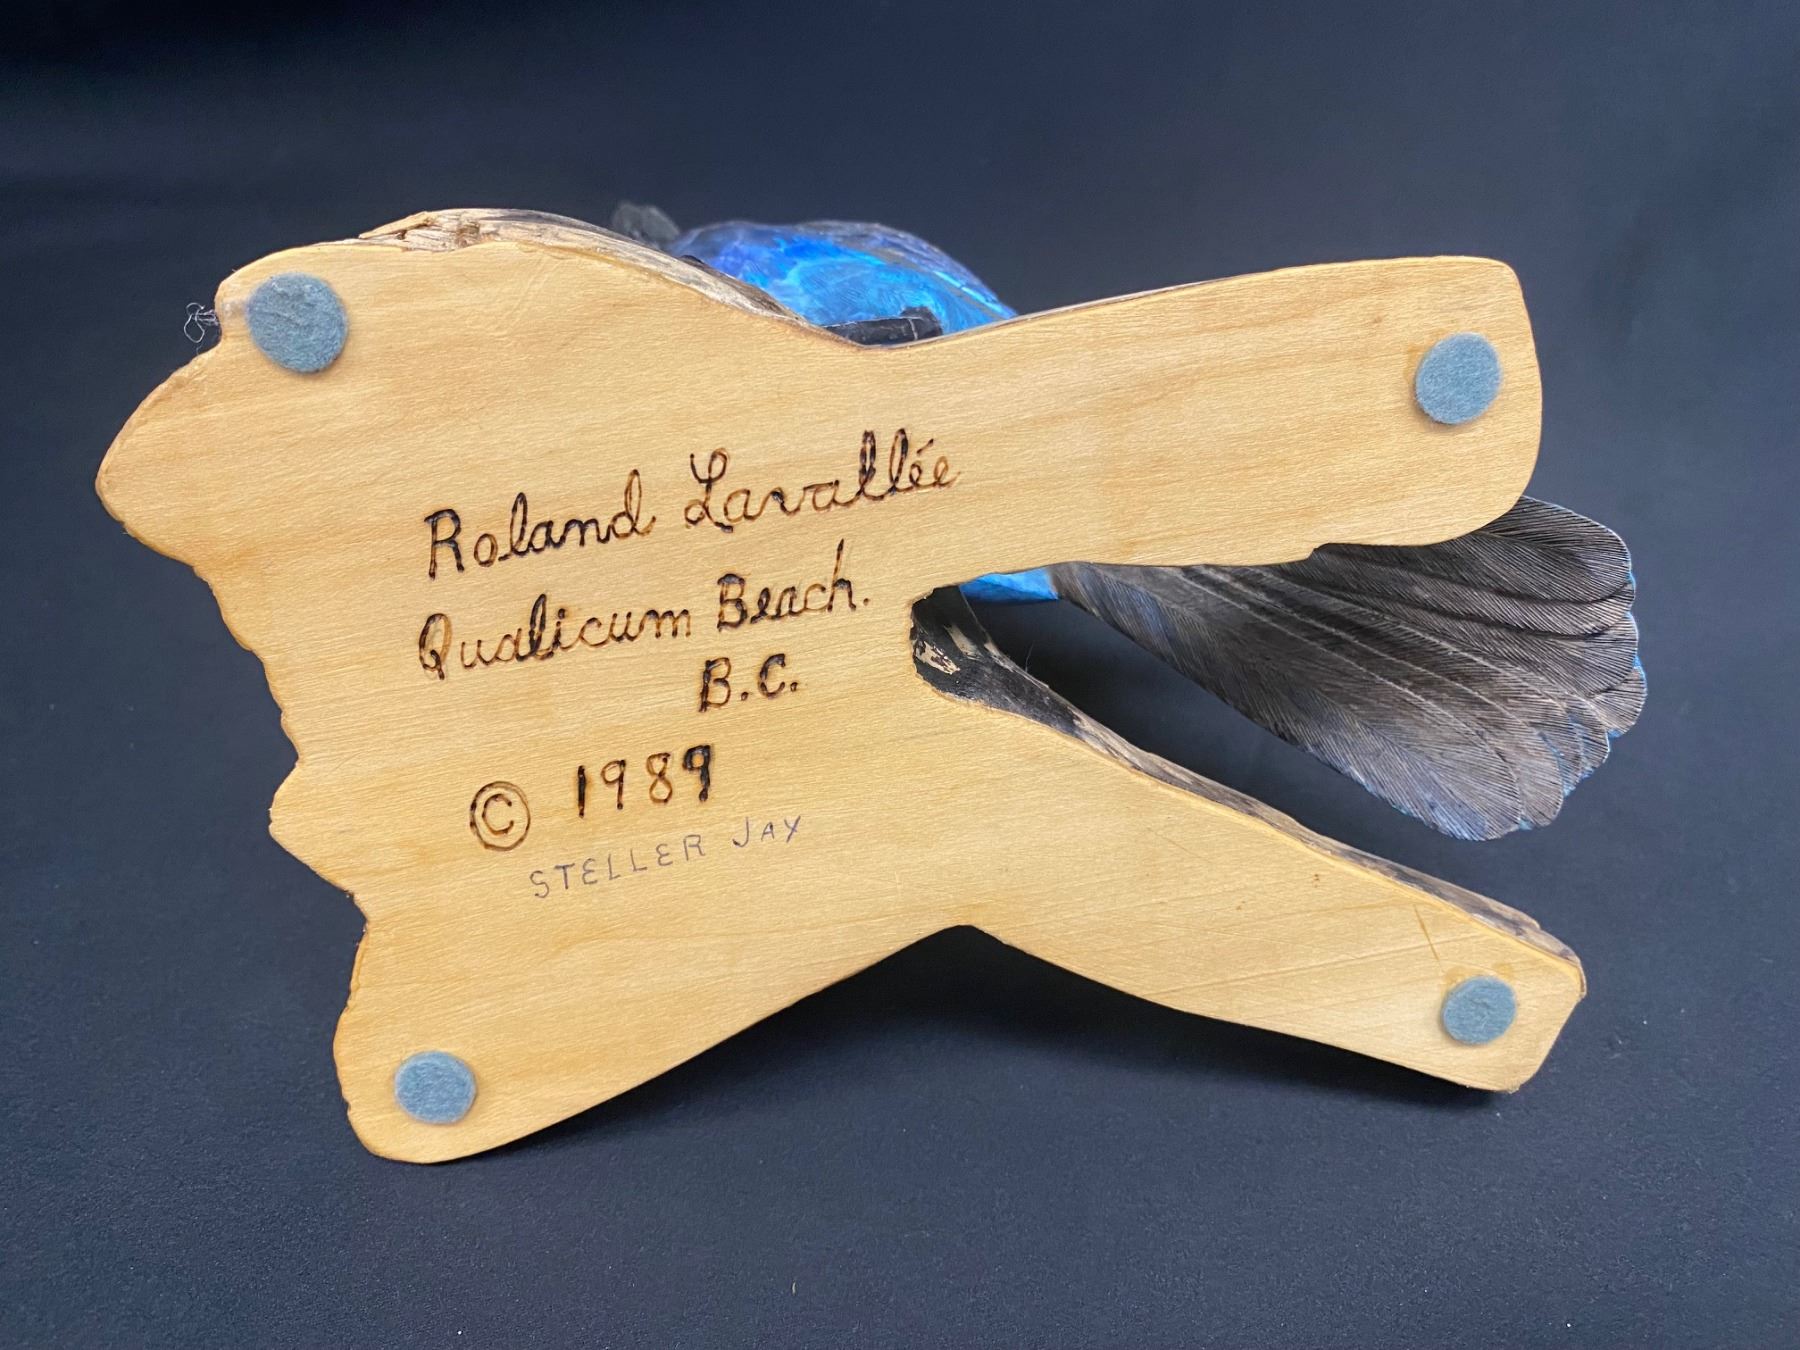 Roland Lavallée
Qualicum Beach.
B.C.
© 1989
STELLER JAY